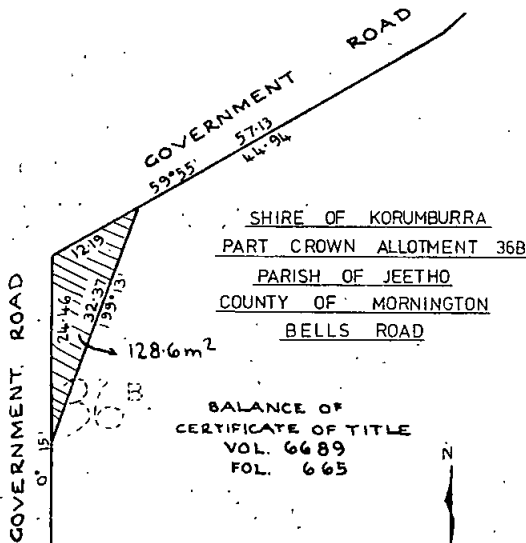 GOVERNMENT ROAD
57·13
59°55'
44·94
12·19
24·46
32·37
199°13'
128·6m²
SHIRE OF KORUMBURRA
PART CROWN ALLOTMENT 36B
PARISH OF JEETHO
COUNTY OF MORNINGTON
BELLS ROAD
GOVERNMENT ROAD
0° 15'
BALANCE OF
CERTIFICATE OF TITLE
VOL. 6689
FOL. 665
N